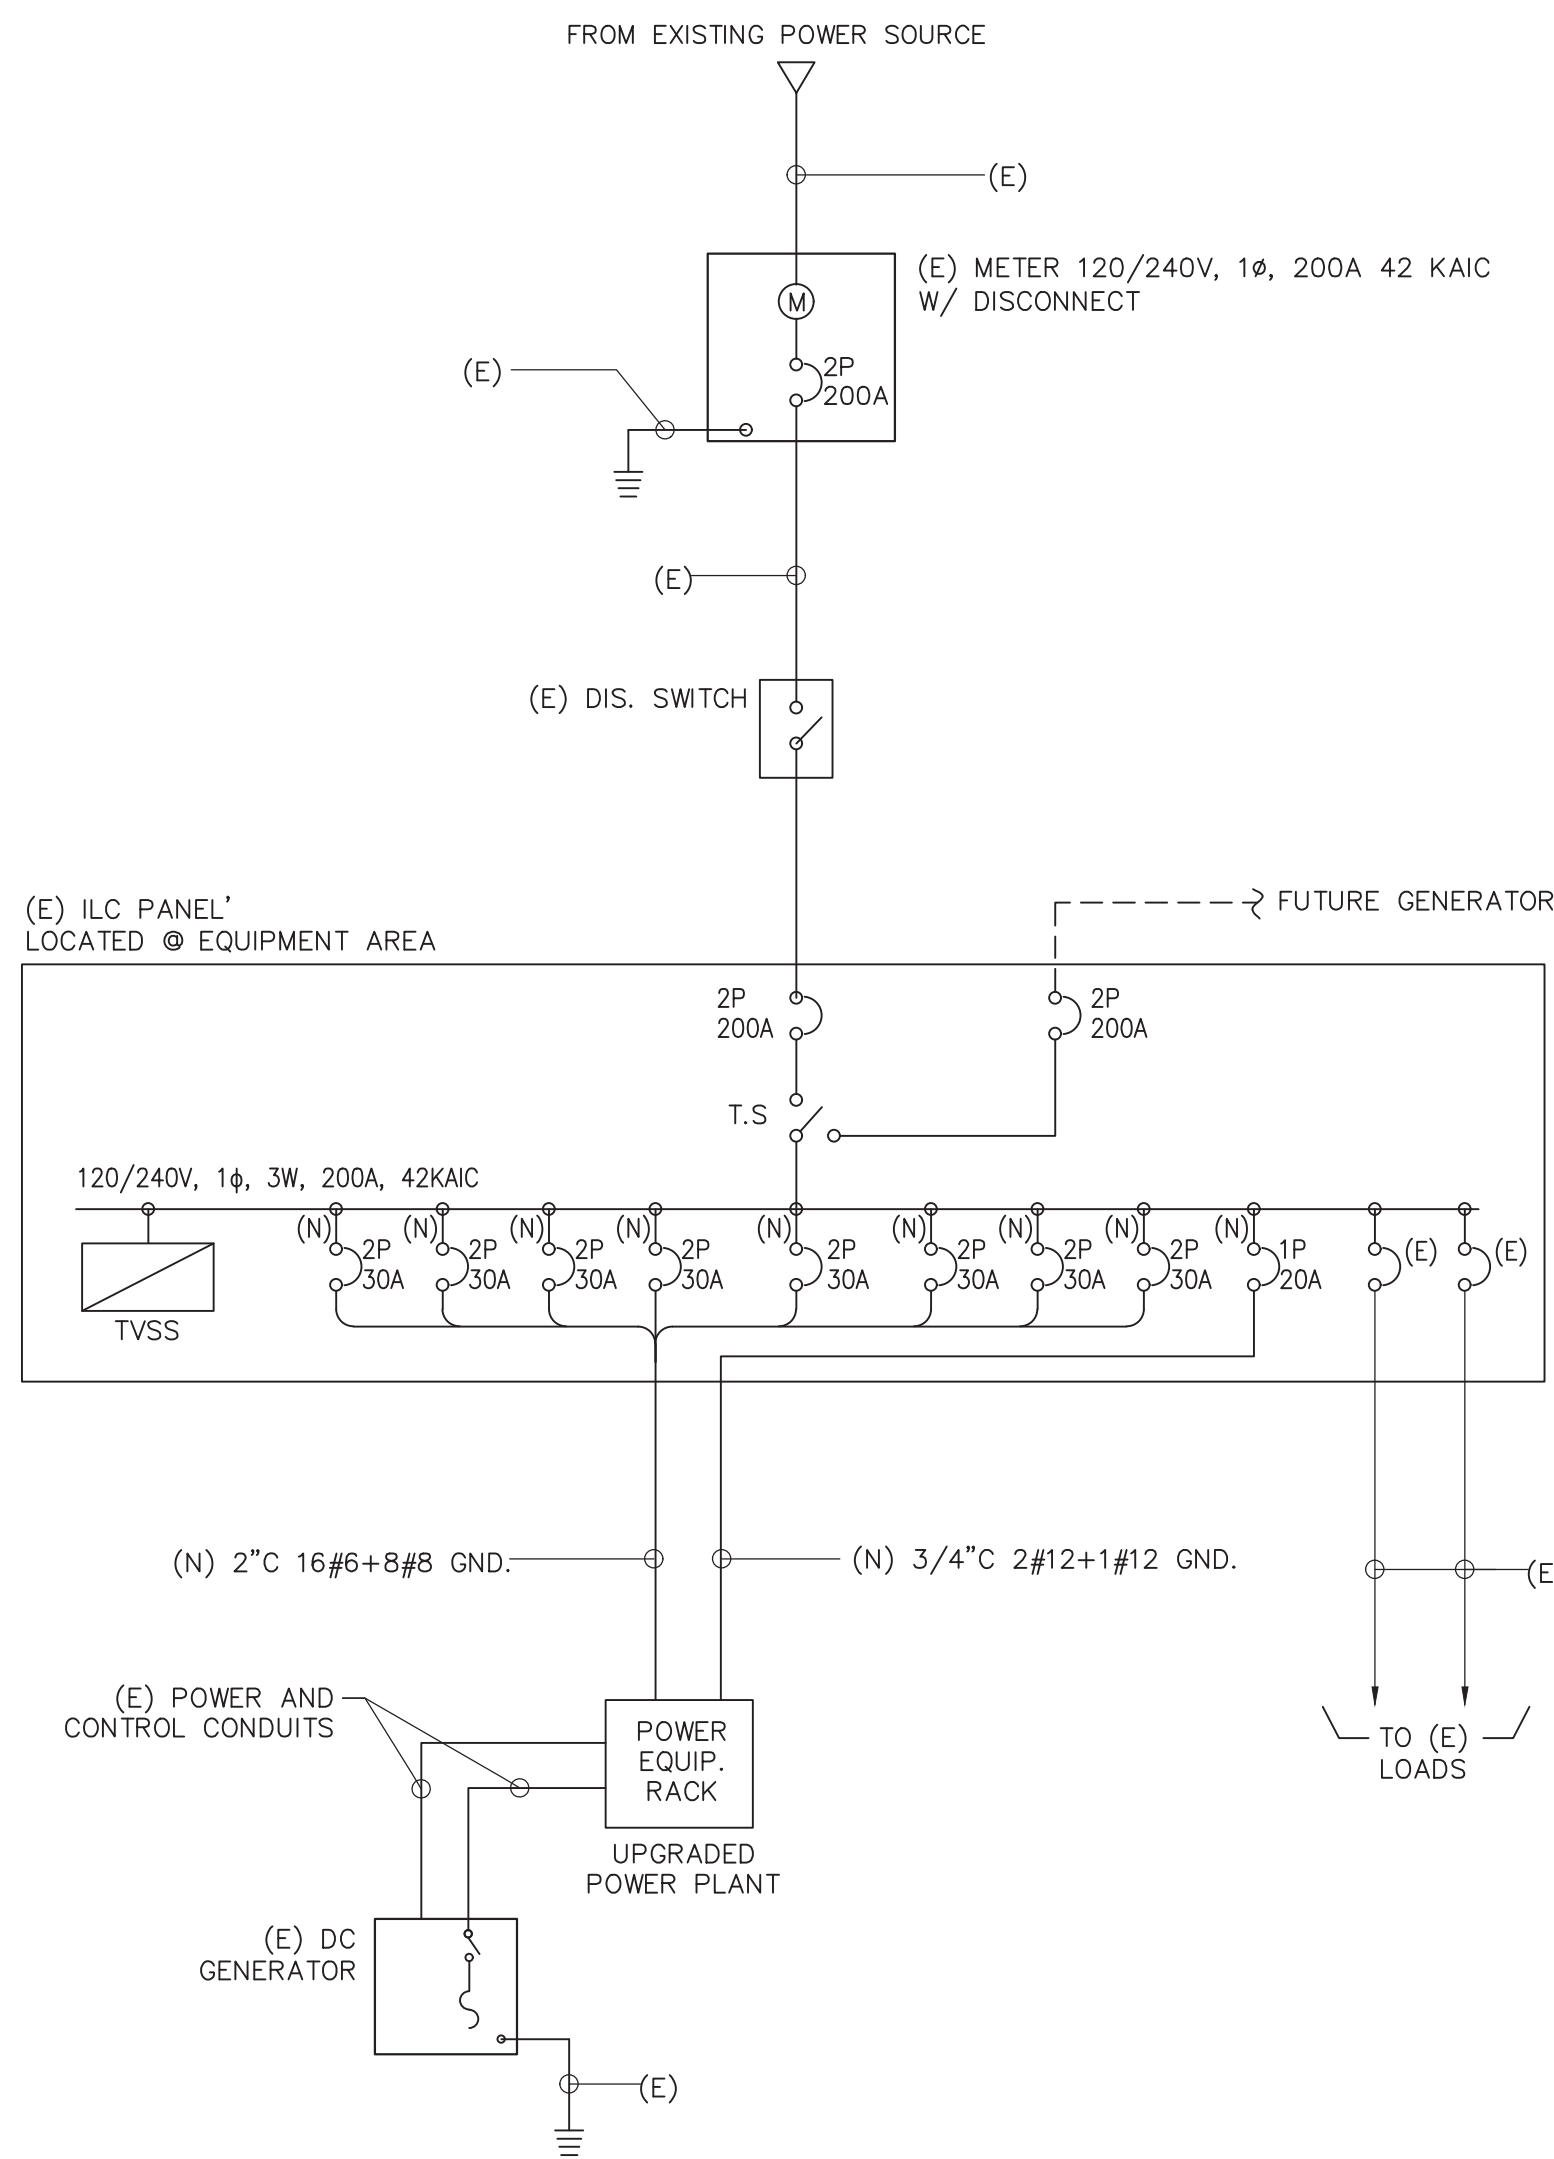 FROM EXISTING POWER SOURCE
(E)
(E) METER 120/240V, 1ø, 200A 42 KAIC
W/ DISCONNECT
M
2P
200A
(E)
(E)
(E) DIS. SWITCH
(E) ILC PANEL'
LOCATED @ EQUIPMENT AREA
FUTURE GENERATOR
2P
200A
2P
200A
T.S
120/240V, 1ϕ, 3W, 200A, 42KAIC
TVSS
(N)
2P
30A
(N)
2P
30A
(N)
2P
30A
(N)
2P
30A
(N)
2P
30A
(N)
2P
30A
(N)
2P
30A
(N)
2P
30A
(N)
1P
20A
(E)
(E)
(N) 2"C 16#6+8#8 GND.
(N) 3/4"C 2#12+1#12 GND.
(E
(E) POWER AND
CONTROL CONDUITS
POWER
EQUIP.
RACK
UPGRADED
POWER PLANT
TO (E)
LOADS
(E) DC
GENERATOR
(E)